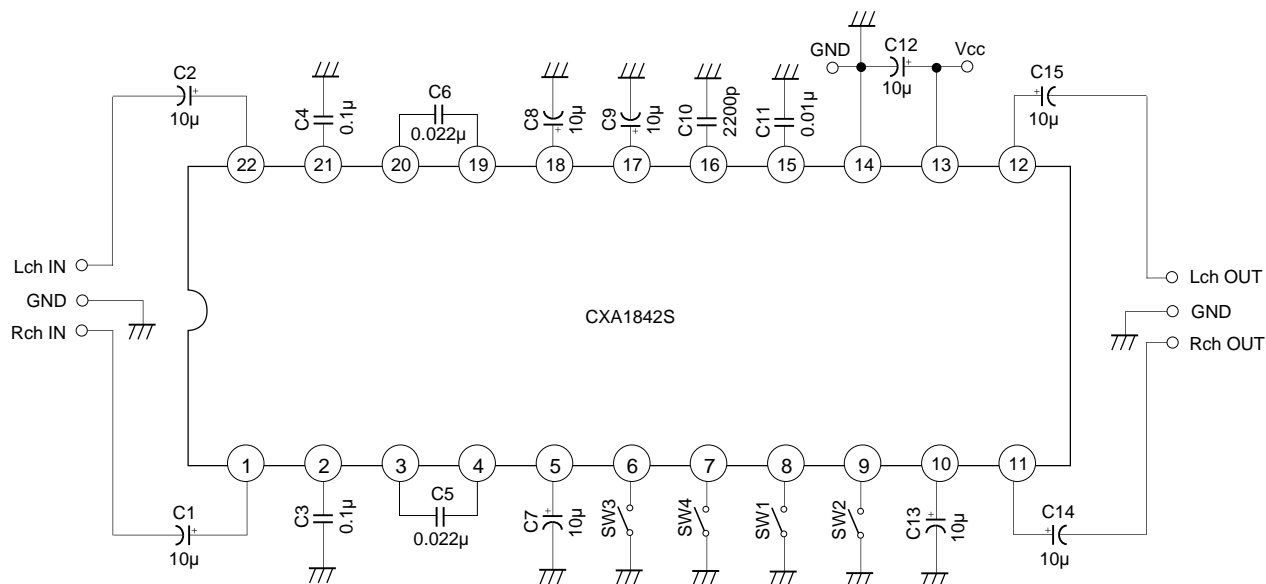 GND
C12
Vcc
10μ
C2
10μ
C4
0.1μ
C6
0.022μ
C8
10μ
C9
10μ
C10
2200p
C11
0.01μ
C15
10μ
22
21
20
19
18
17
16
15
14
13
12
Lch IN
GND
Rch IN
CXA1842S
Lch OUT
GND
Rch OUT
1
2
3
4
5
6
7
8
9
10
11
C1
10μ
C3
0.1μ
C5
0.022μ
C7
10μ
SW3
SW4
SW1
SW2
C13
10μ
C14
10μ